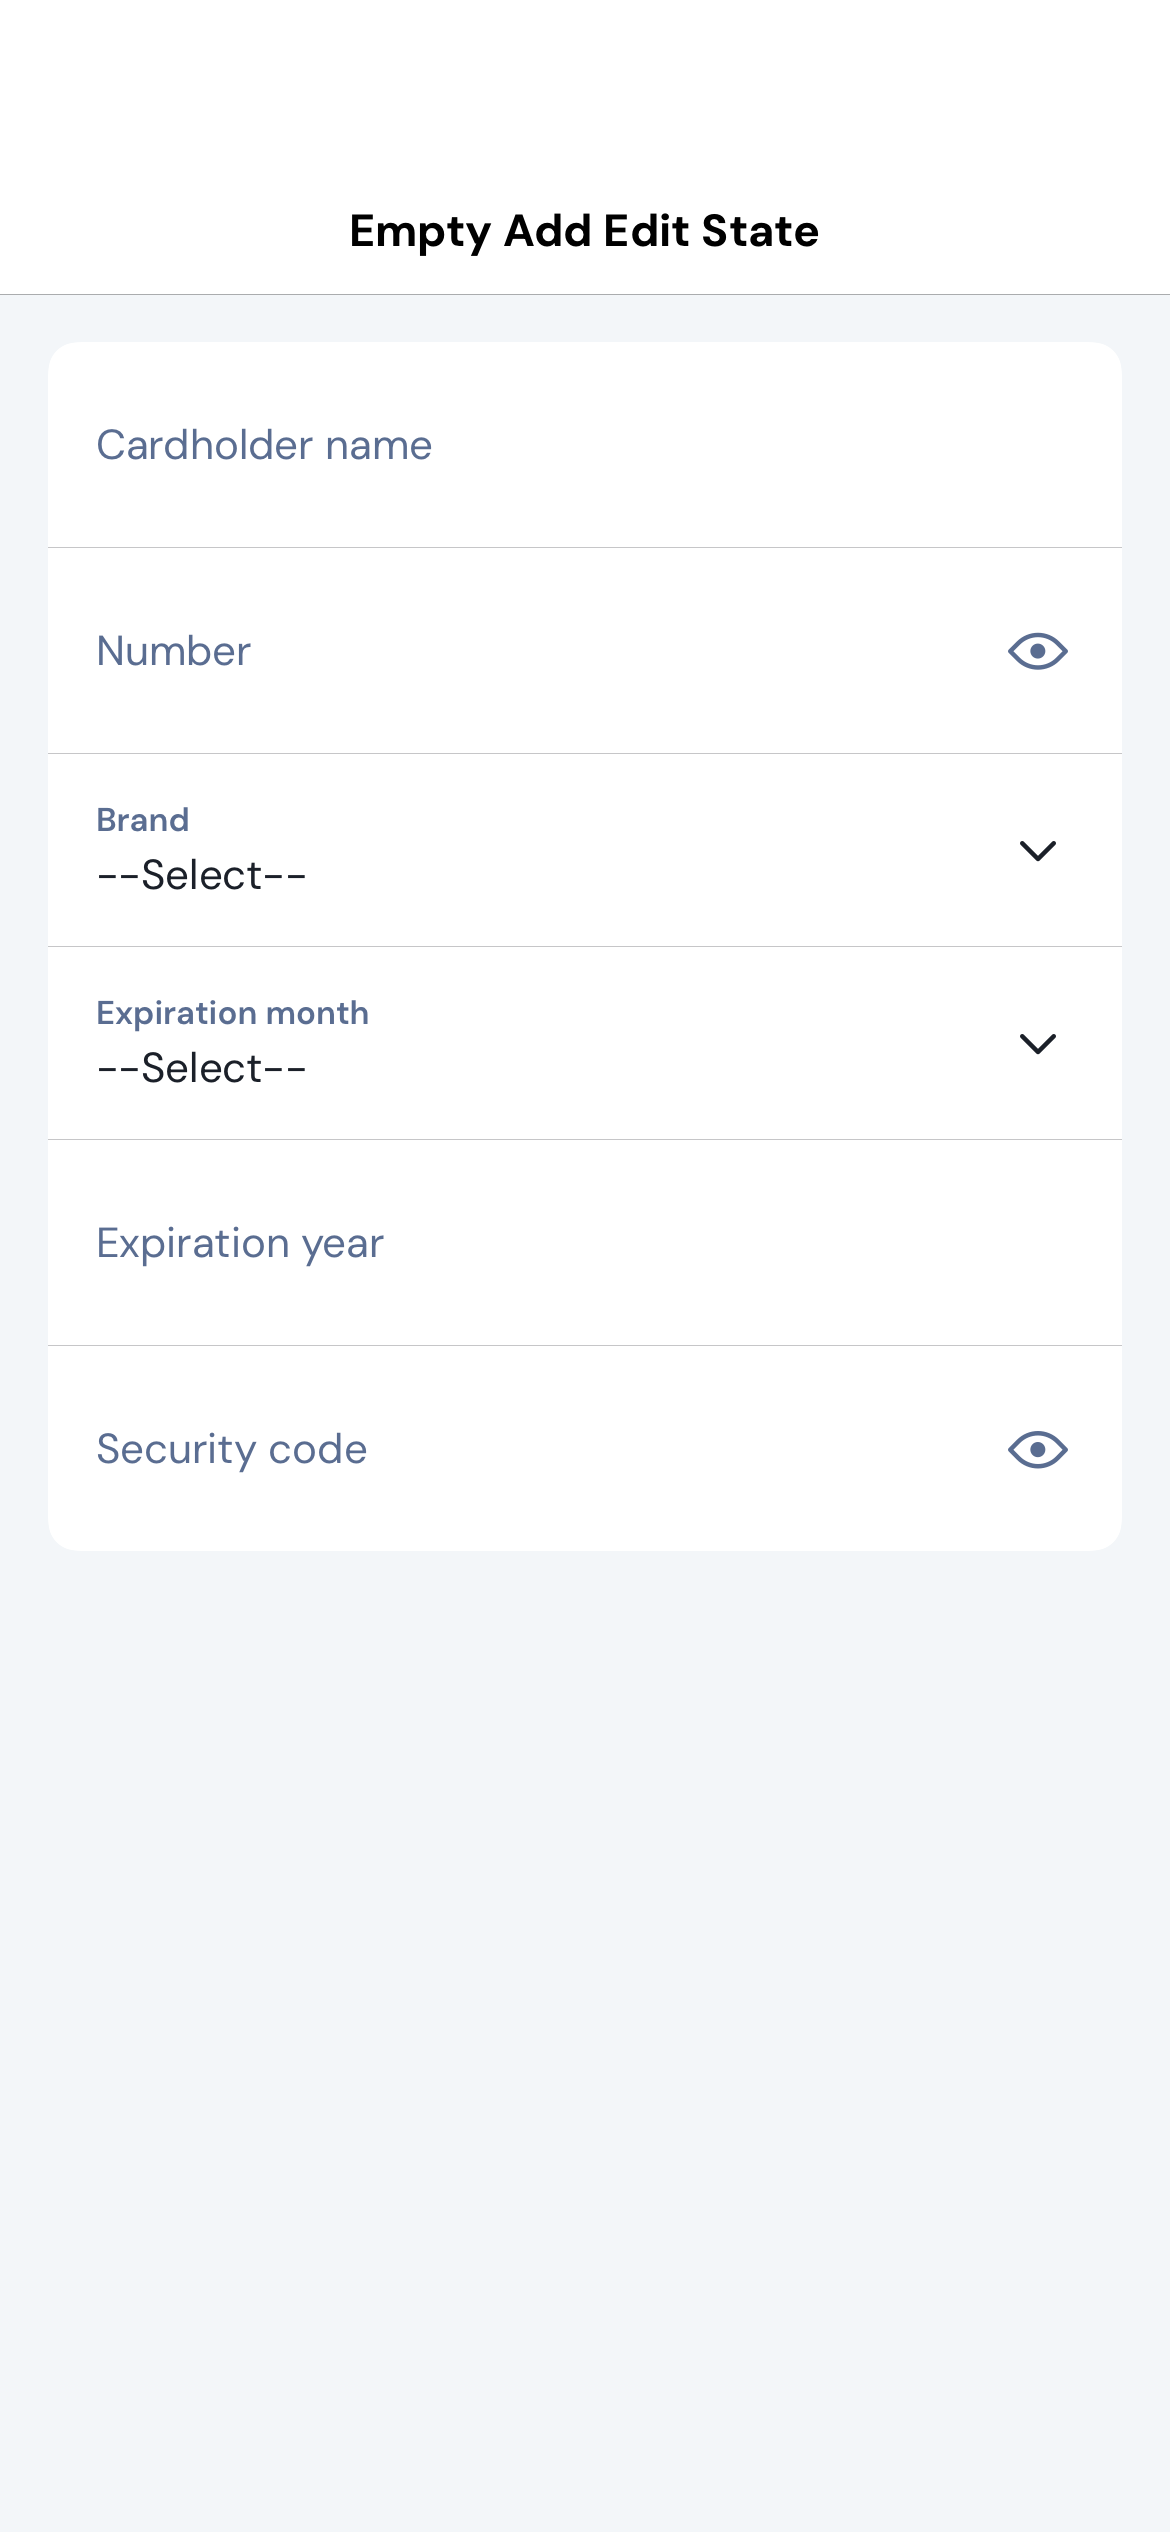 Empty Add Edit State
Cardholder name
Number
Brand
--Select--
Expiration month
--Select--
Expiration year
Security code